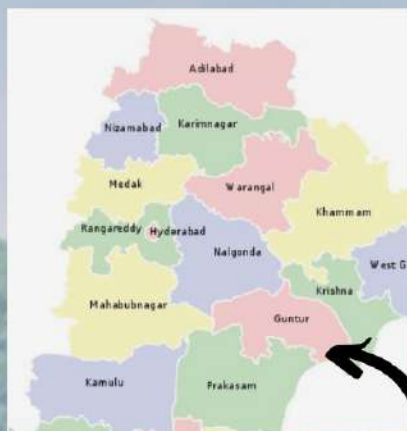 Adilabad
Nizamabad
Karimnagar
Medak
Warangal
Khammam
Rangareddy
Hyderabad
Nalgonda
West G
Krishna
Mahabubnagar
Guntur
Kamulu
Prakasam